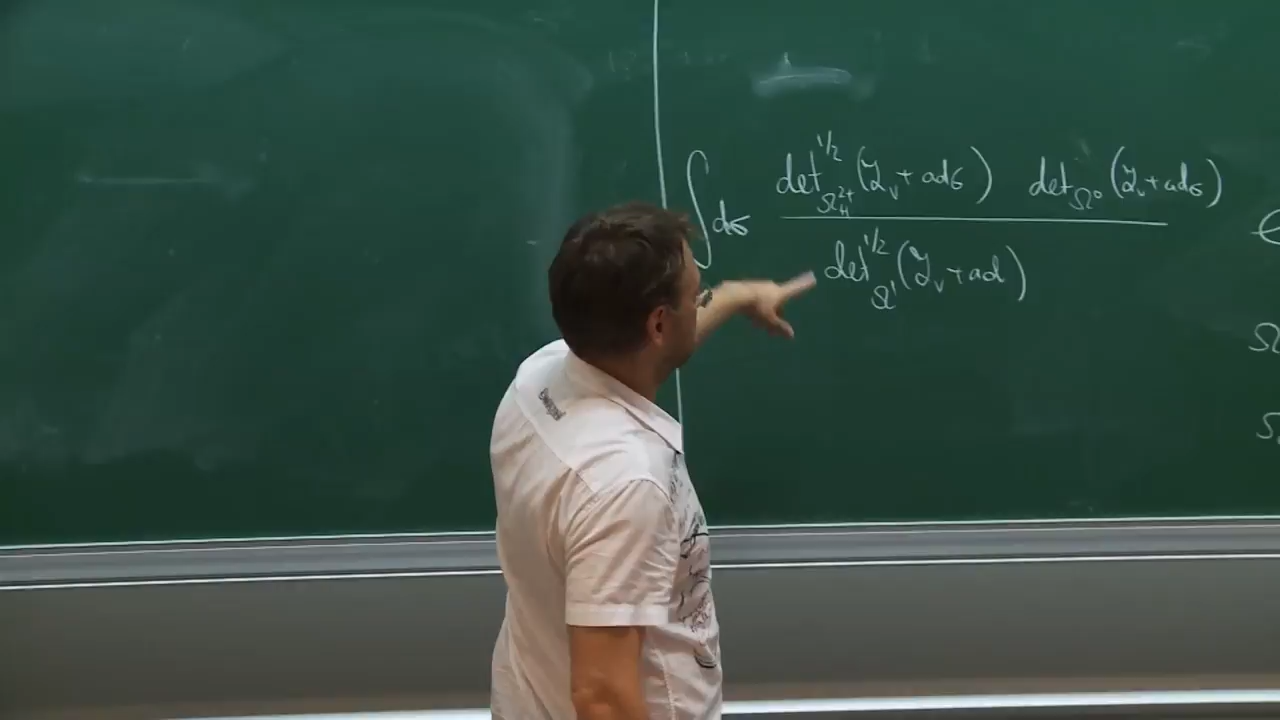 ∫dσ det^{1/2}_{Ω^{2+}_H}(ℒ_v + adσ) det_{Ω^0}(ℒ_v + adσ)
det^{1/2}_{Ω^1}(ℒ_v + ad)
Ω